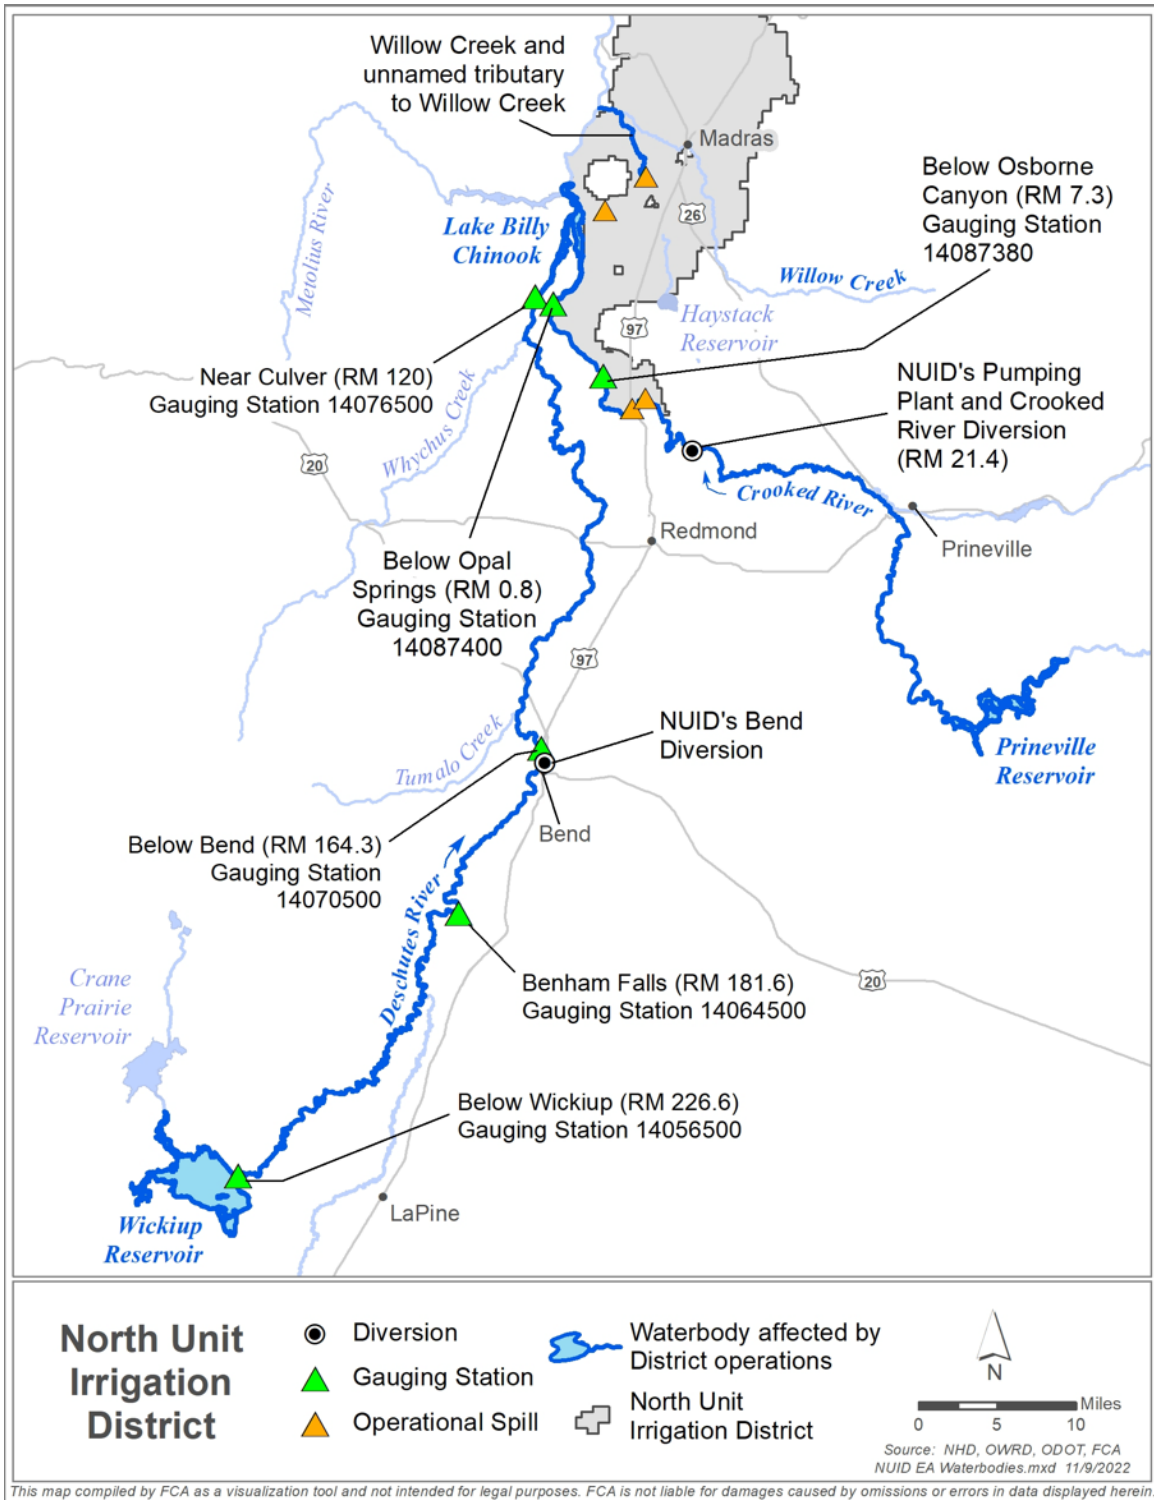 Willow Creek and
unnamed tributary
to Willow Creek
Madras
Below Osborne
Canyon (RM 7.3)
Gauging Station
14087380
26
Metolius River
Lake Billy
Chinook
Willow Creek
Haystack
Reservoir
97
Near Culver (RM 120)
Gauging Station 14076500
NUID's Pumping
Plant and Crooked
River Diversion
(RM 21.4)
Whychus Creek
20
Crooked River
Redmond
Prineville
Below Opal
Springs (RM 0.8)
Gauging Station
14087400
97
NUID's Bend
Diversion
Prineville
Reservoir
Tumalo Creek
Bend
Below Bend (RM 164.3)
Gauging Station
14070500
Deschutes River
Crane
Prairie
Reservoir
Benham Falls (RM 181.6)
Gauging Station 14064500
20
Below Wickiup (RM 226.6)
Gauging Station 14056500
LaPine
Wickiup
Reservoir
North Unit
Irrigation
District
Diversion
Gauging Station
Operational Spill
Waterbody affected by
District operations
North Unit
Irrigation District
N
Miles
0 5 10
Source: NHD, OWRD, ODOT, FCA
NUID EA Waterbodies.mxd 11/9/2022
This map compiled by FCA as a visualization tool and not intended for legal purposes. FCA is not liable for damages caused by omissions or errors in data displayed herein.